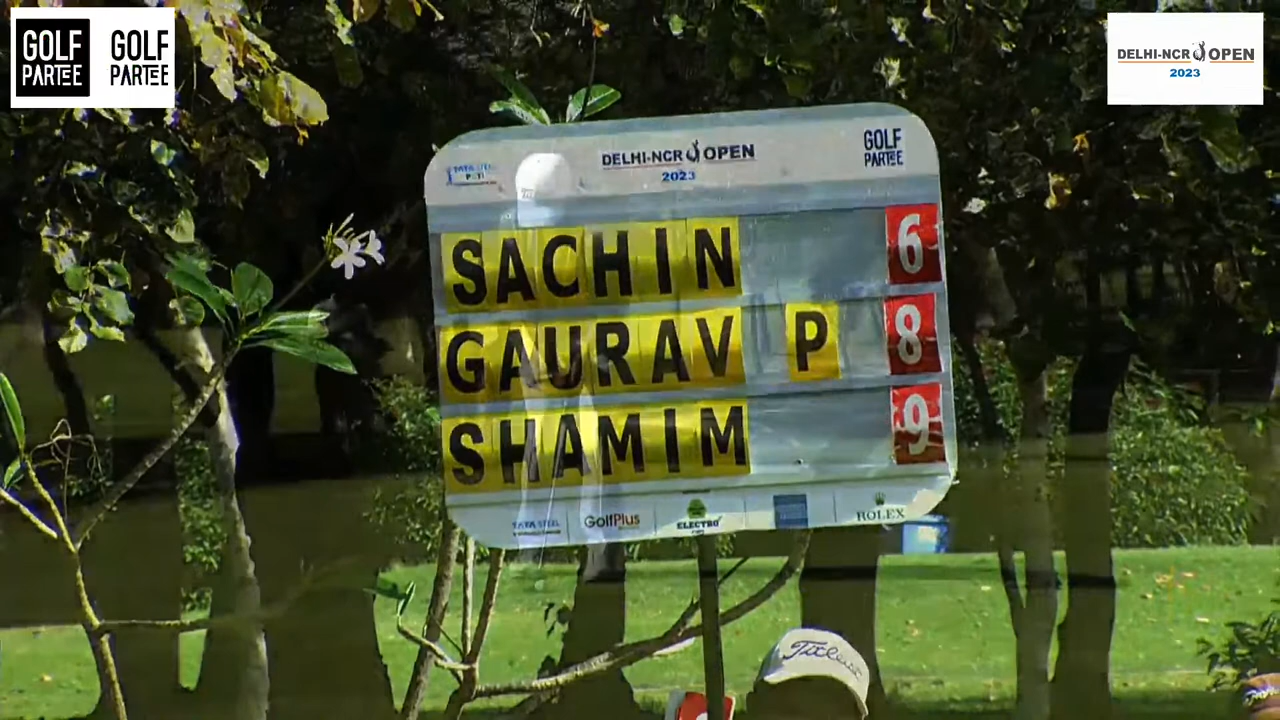 GOLF PARTEE GOLF PARTEE
DELHI-NCR OPEN
2023
DELHI-NCR OPEN
2023
GOLF
PARTEE
SACHIN 6
GAURAV P 8
SHAMIM 9
TATA STEEL
GolfPlus
ELECTRO
ROLEX
Titleist